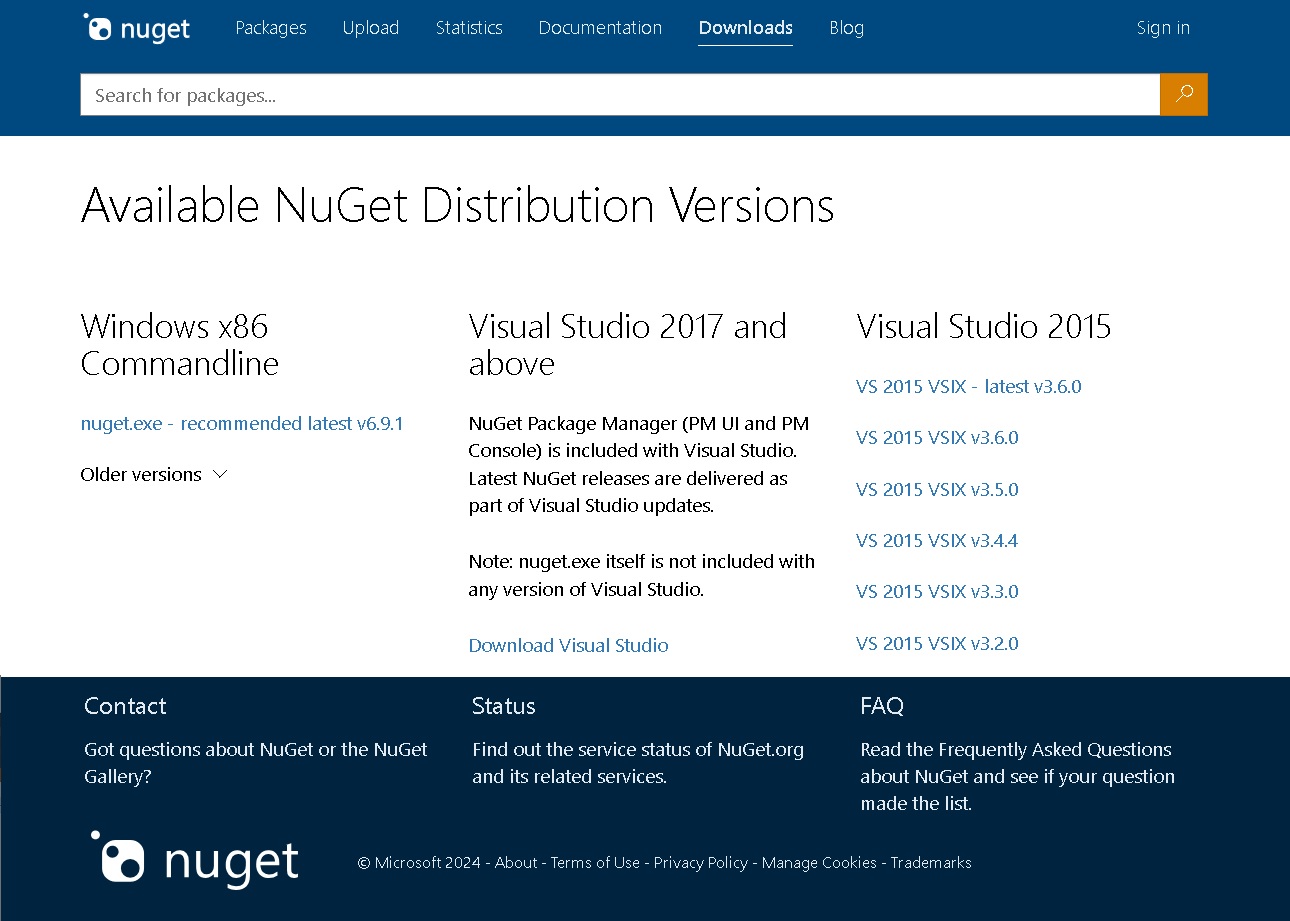 nuget Packages Upload Statistics Documentation Downloads Blog Sign in
Search for packages...
Available NuGet Distribution Versions
Windows x86
Commandline
nuget.exe - recommended latest v6.9.1
Older versions
Visual Studio 2017 and
above
NuGet Package Manager (PM UI and PM
Console) is included with Visual Studio.
Latest NuGet releases are delivered as
part of Visual Studio updates.
Note: nuget.exe itself is not included with
any version of Visual Studio.
Download Visual Studio
Visual Studio 2015
VS 2015 VSIX - latest v3.6.0
VS 2015 VSIX v3.6.0
VS 2015 VSIX v3.5.0
VS 2015 VSIX v3.4.4
VS 2015 VSIX v3.3.0
VS 2015 VSIX v3.2.0
Contact
Got questions about NuGet or the NuGet
Gallery?
Status
Find out the service status of NuGet.org
and its related services.
FAQ
Read the Frequently Asked Questions
about NuGet and see if your question
made the list.
nuget
© Microsoft 2024 - About - Terms of Use - Privacy Policy - Manage Cookies - Trademarks